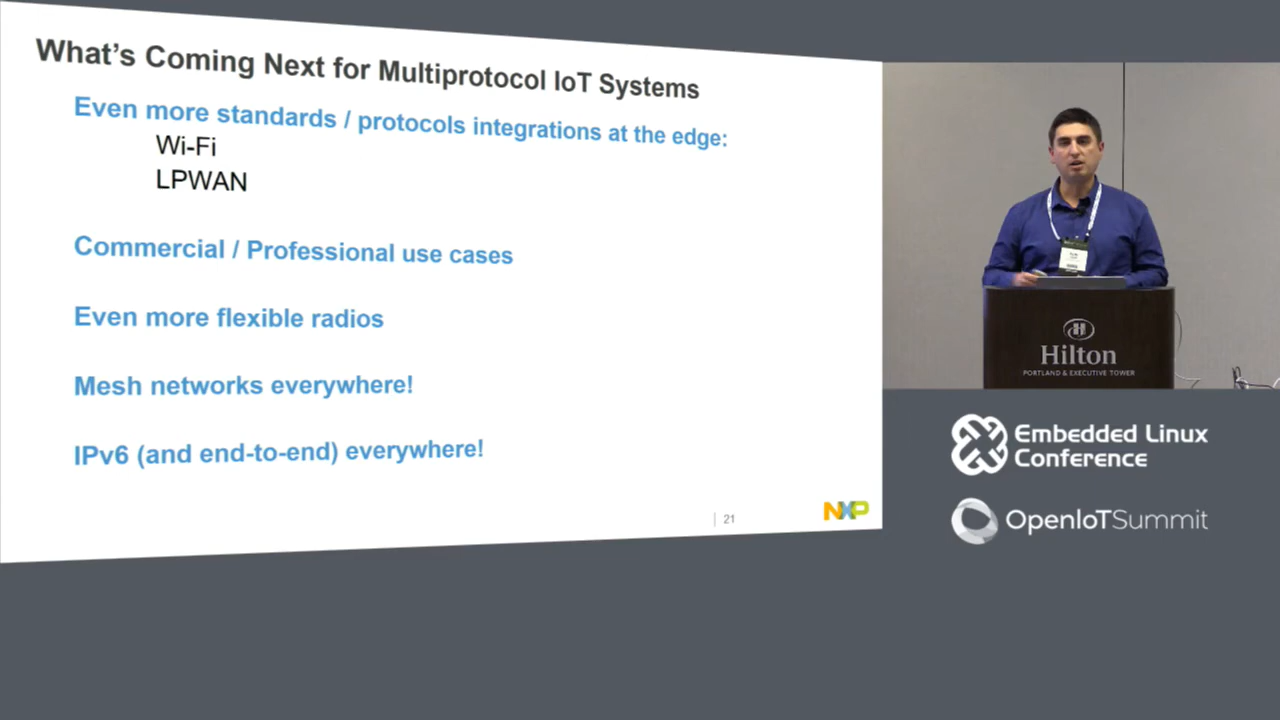 What's Coming Next for Multiprotocol IoT Systems
Even more standards / protocols integrations at the edge:
Wi-Fi
LPWAN
Commercial / Professional use cases
Even more flexible radios
Mesh networks everywhere!
IPv6 (and end-to-end) everywhere!
21
NXP
H
Hilton
PORTLAND & EXECUTIVE TOWER
Embedded Linux
Conference
OpenIoTSummit